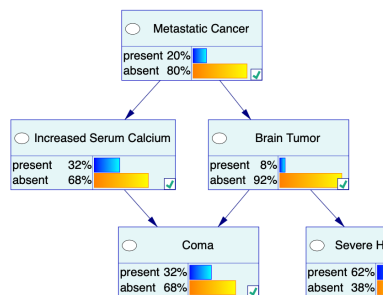 Metastatic Cancer
present 20%
absent 80%
Increased Serum Calcium
present 32%
absent 68%
Brain Tumor
present 8%
absent 92%
Coma
present 32%
absent 68%
Severe H
present 62%
absent 38%